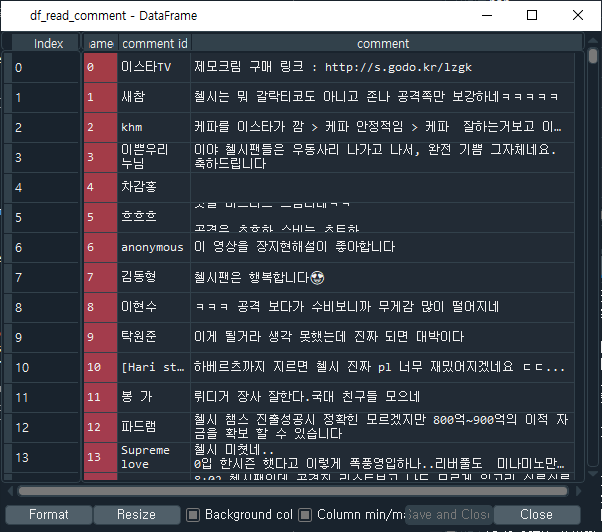 df_read_comment - DataFrame
Index ame comment id comment
0 0 이스타TV 제모크림 구매 링크 : http://s.godo.kr/lzgk
1 1 새참 첼시는 뭐 갈락티코도 아니고 존나 공격쪽만 보강하네ㅋㅋㅋㅋㅋ
2 2 khm 케파를 이스타가 깜 > 케파 안정적임 > 케파 잘하는거보고 이…
3 3 이쁜우리 누님 이야 첼시팬들은 우동사리 나가고 나서, 완전 기쁨 그자체네요.
축하드립니다
4 4 차감홍
5 5 흐흐흐
6 6 anonymous 이 영상을 장지현해설이 좋아합니다
7 7 김동형 첼시팬은 행복합니다😍
8 8 이현수 ㅋㅋㅋ 공격 보다가 수비보니까 무게감 많이 떨어지네
9 9 탁원준 이게 될거라 생각 못했는데 진짜 되면 대박이다
10 10 [Hari st… 하베르츠까지 지르면 첼시 진짜 pl 너무 재밌어지겠네요 ㄷㄷ...
11 11 봉 가 뤼디거 장사 잘한다.국대 친구들 모으네
12 12 파드램 첼시 챔스 진출성공시 정확힌 모르겠지만 800억~900억의 이적 자
금을 확보 할 수 있습니다
13 13 Supreme love 첼시 미쳣네..
0입 한시즌 햇다고 이렇게 폭풍영입하나..리버풀도 미나미노만…
Format Resize Background col Column min/ma Save and Close Close